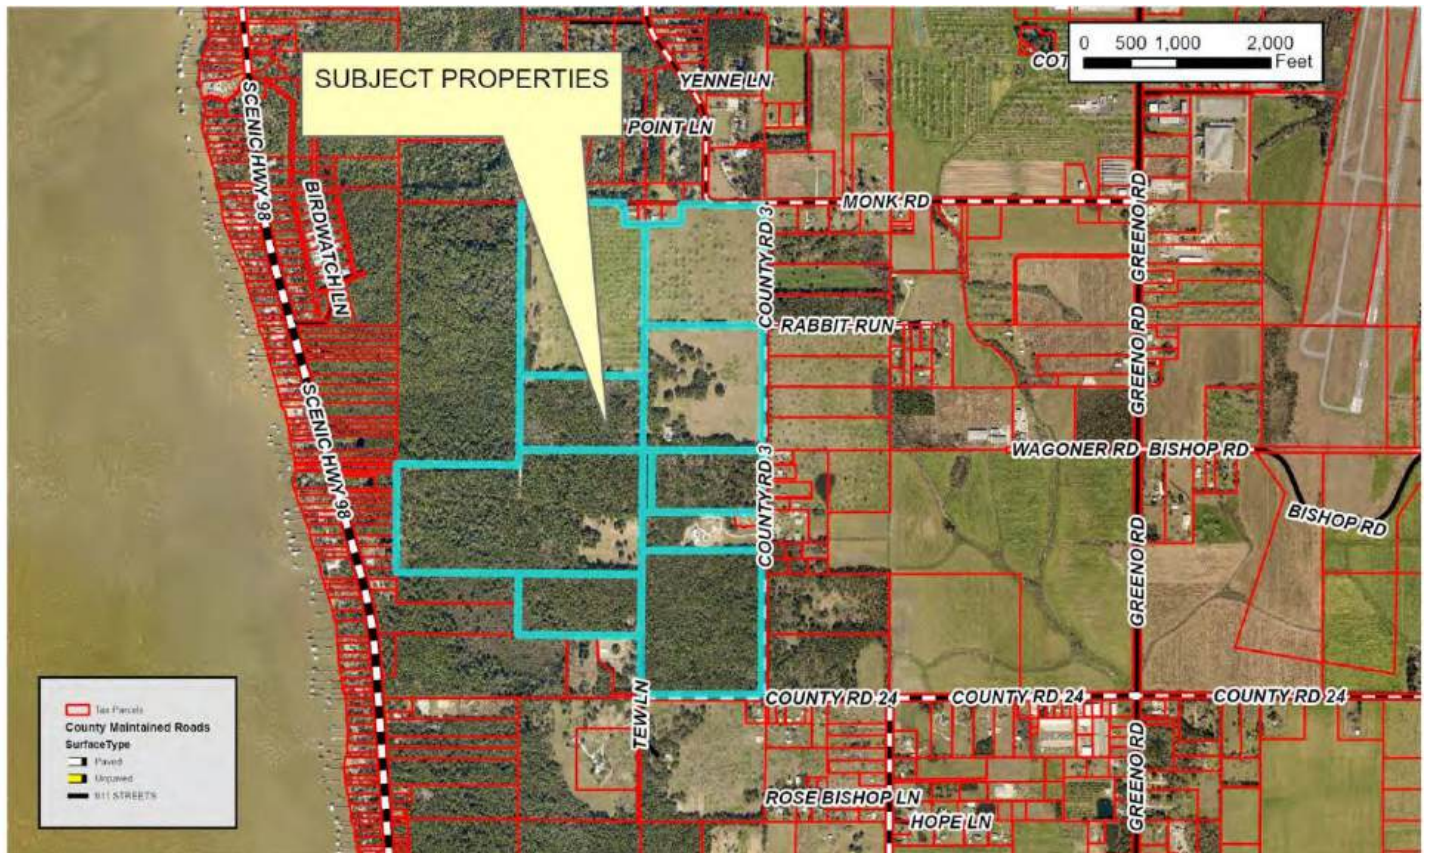 0 500 1,000 2,000
Feet
SUBJECT PROPERTIES
YENNE LN
POINT LN
SCENIC HWY 98
BIRDWATCH LN
MONK RD
GREENO RD
COUNTY RD 3
RABBIT RUN
GREENO RD
SCENIC HWY 98
COUNTY RD 3
WAGONER RD
BISHOP RD
BISHOP RD
GREENO RD
TEW LN
COUNTY RD 24
COUNTY RD 24
COUNTY RD 24
GREENO RD
ROSE BISHOP LN
HOPE LN
Tax Parcels
County Maintained Roads
SurfaceType
Paved
Unpaved
911 STREETS